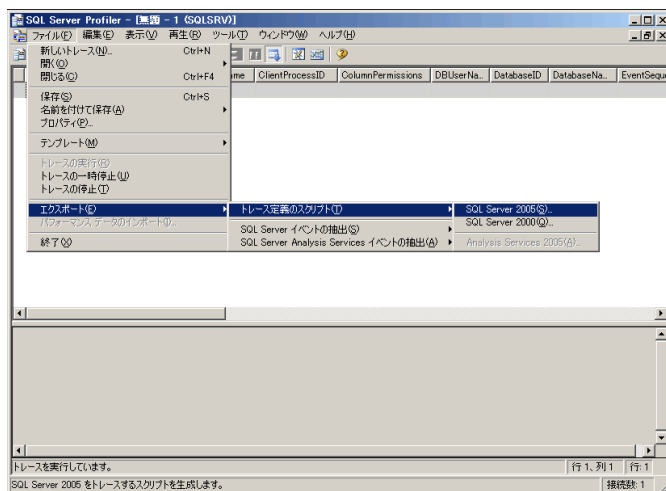 SQL Server Profiler - [無題 - 1 (SQLSRV)]
ファイル(F) 編集(E) 表示(V) 再生(R) ツール(T) ウィンドウ(W) ヘルプ(H)
新しいトレース(N)... Ctrl+N
開く(O)
閉じる(C) Ctrl+F4
ame ClientProcessID ColumnPermissions DBUserNa... DatabaseID DatabaseNa... EventSeque
保存(S) Ctrl+S
名前を付けて保存(A)
プロパティ(P)...
テンプレート(M)
トレースの実行(R)
トレースの一時停止(U)
トレースの停止(T)
エクスポート(E) トレース定義のスクリプト(T) SQL Server 2005(S)...
パフォーマンス データのインポート(I)... SQL Server イベントの抽出(S) SQL Server 2000(Q)...
終了(X) SQL Server Analysis Services イベントの抽出(A) Analysis Services 2005(A)...
トレースを実行しています。 行 1、列 1 行: 1
SQL Server 2005 をトレースするスクリプトを生成します。 接続数: 1